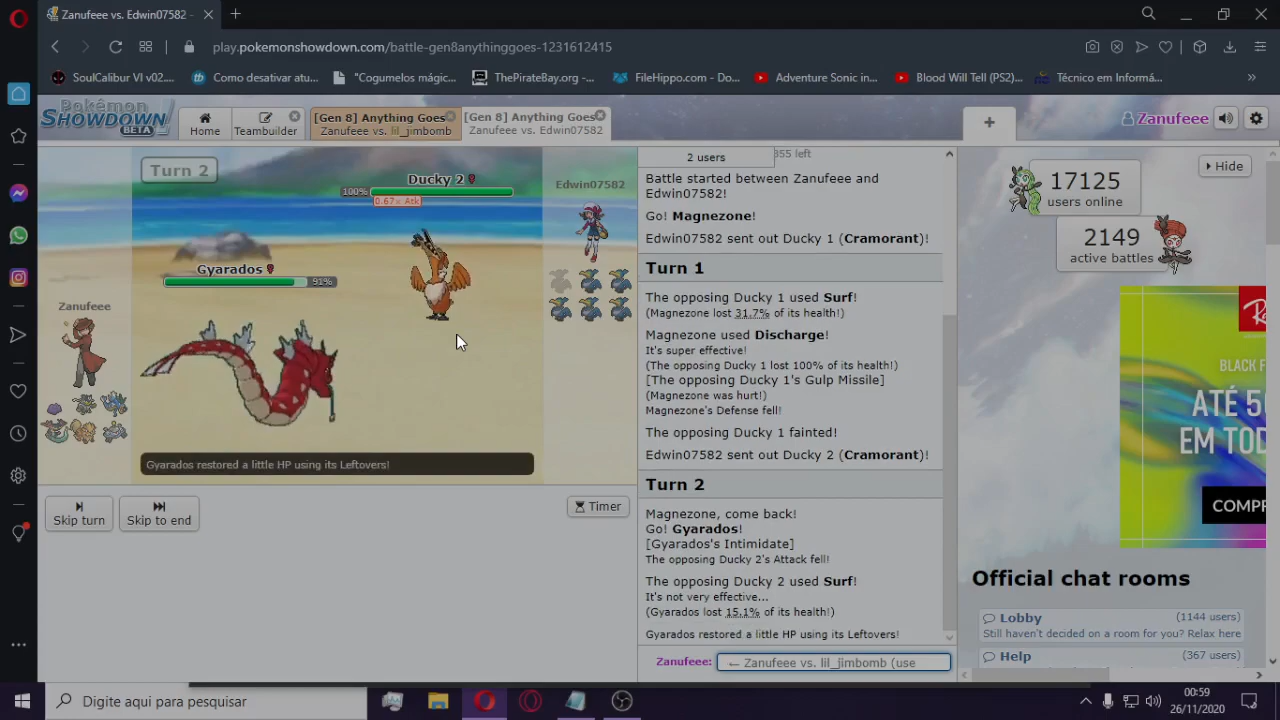 Zanufeee vs. Edwin07582 -
play.pokemonshowdown.com/battle-gen8anythinggoes-1231612415
SoulCalibur VI v02....
Como desativar atu...
"Cogumelos mágic...
ThePirateBay.org -...
FileHippo.com - Do...
Adventure Sonic in...
Blood Will Tell (PS2)...
Técnico em Informá...
»
Pokémon
SHOWDOWN
BETA
Home
Teambuilder
[Gen 8] Anything Goes
Zanufeee vs. lil_jimbomb
[Gen 8] Anything Goes
Zanufeee vs. Edwin07582
Zanufeee
Turn 2
Ducky 2
100%
0.67× Atk
Edwin07582
Gyarados
91%
Zanufeee
Gyarados restored a little HP using its Leftovers!
Skip turn
Skip to end
Timer
2 users
355 left
Battle started between Zanufeee and
Edwin07582!
Go! Magnezone!
Edwin07582 sent out Ducky 1 (Cramorant)!
Turn 1
The opposing Ducky 1 used Surf!
(Magnezone lost 31.7% of its health!)
Magnezone used Discharge!
It's super effective!
(The opposing Ducky 1 lost 100% of its health!)
[The opposing Ducky 1's Gulp Missile]
(Magnezone was hurt!)
Magnezone's Defense fell!
The opposing Ducky 1 fainted!
Edwin07582 sent out Ducky 2 (Cramorant)!
Turn 2
Magnezone, come back!
Go! Gyarados!
[Gyarados's Intimidate]
The opposing Ducky 2's Attack fell!
The opposing Ducky 2 used Surf!
It's not very effective...
(Gyarados lost 15.1% of its health!)
Gyarados restored a little HP using its Leftovers!
Zanufeee: ← Zanufeee vs. lil_jimbomb (use
17125
users online
2149
active battles
Hide
BLACK F
ATÉ 50
EM TOD
COMPR
Official chat rooms
Lobby (1144 users)
Still haven't decided on a room for you? Relax here
Help (367 users)
Digite aqui para pesquisar
00:59
26/11/2020